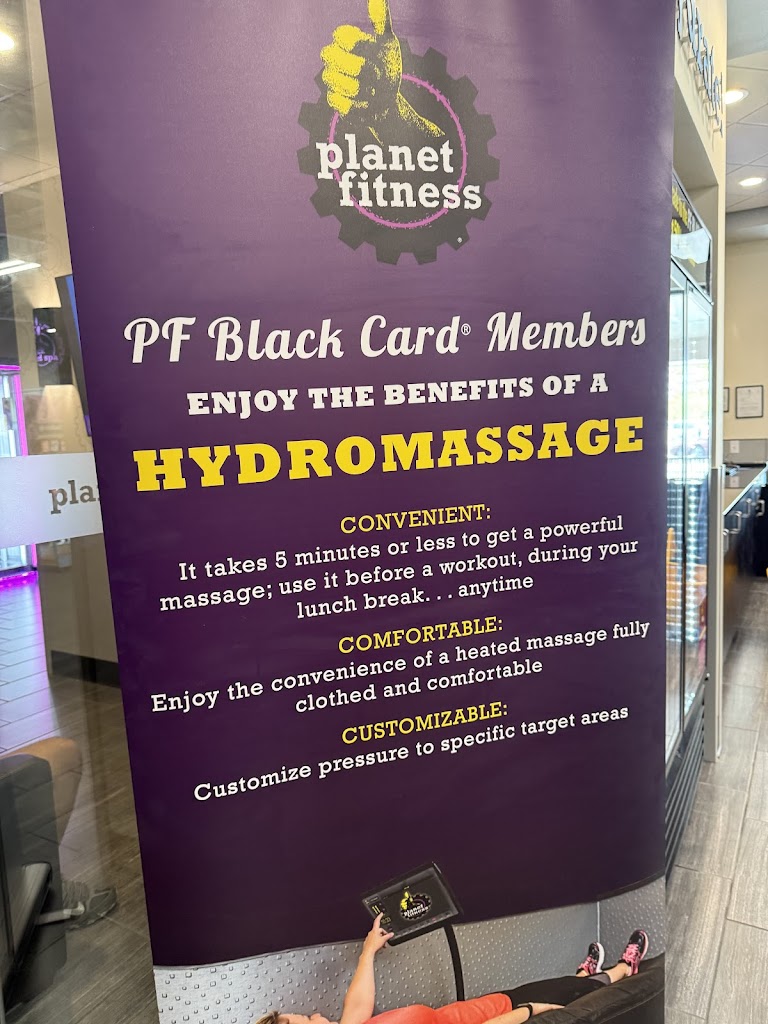 planet
fitness
PF Black Card® Members
ENJOY THE BENEFITS OF A
HYDROMASSAGE
CONVENIENT:
It takes 5 minutes or less to get a powerful
massage; use it before a workout, during your
lunch break. . . anytime
COMFORTABLE:
Enjoy the convenience of a heated massage fully
clothed and comfortable
CUSTOMIZABLE:
Customize pressure to specific target areas
planet
fitness